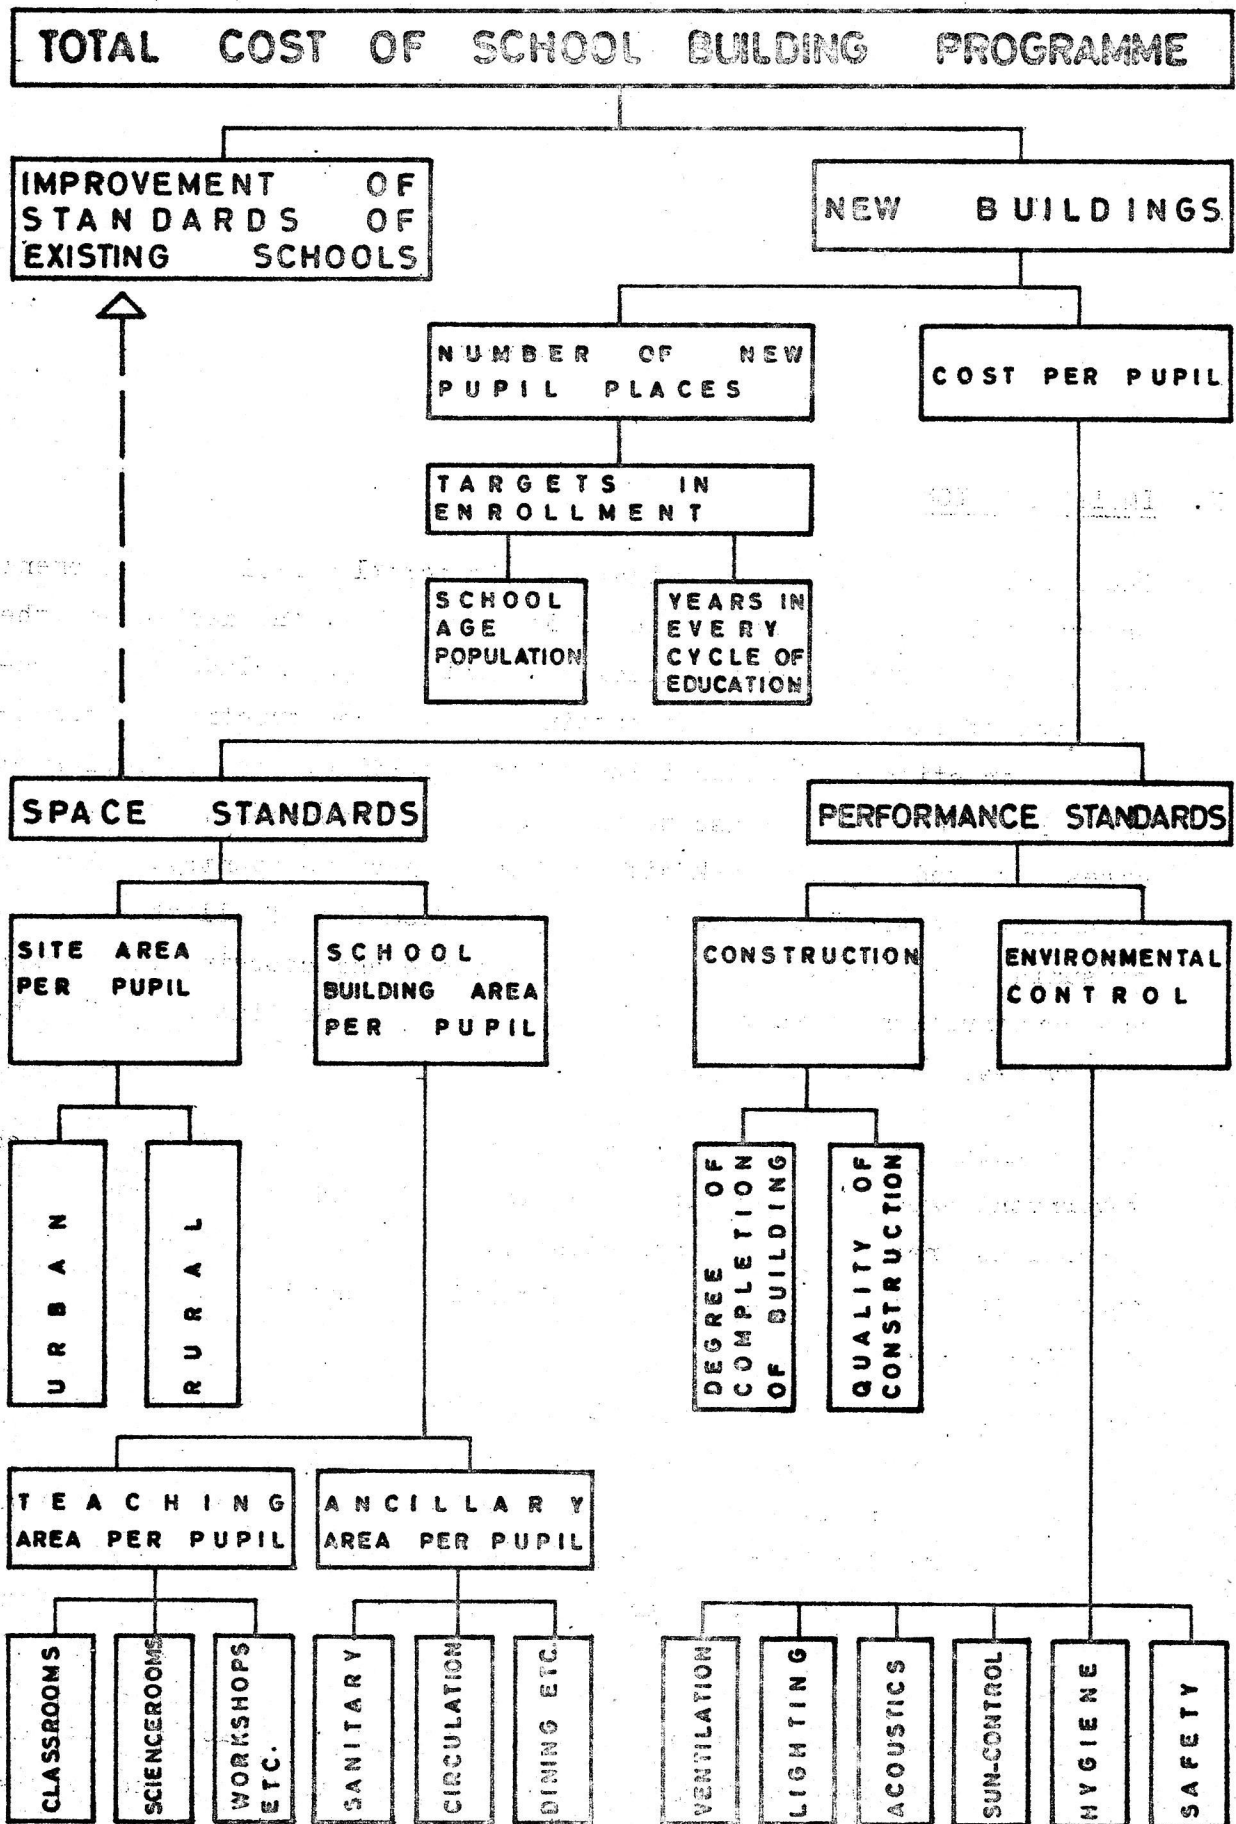 TOTAL COST OF SCHOOL BUILDING PROGRAMME
IMPROVEMENT OF
STANDARDS OF
EXISTING SCHOOLS
NEW BUILDINGS
NUMBER OF NEW
PUPIL PLACES
COST PER PUPIL
TARGETS IN
ENROLLMENT
SCHOOL
AGE
POPULATION
YEARS IN
EVERY
CYCLE OF
EDUCATION
SPACE STANDARDS
PERFORMANCE STANDARDS
SITE AREA
PER PUPIL
SCHOOL
BUILDING AREA
PER PUPIL
CONSTRUCTION
ENVIRONMENTAL
CONTROL
URBAN
RURAL
DEGREE OF
COMPLETION
OF BUILDING
QUALITY OF
CONSTRUCTION
TEACHING
AREA PER PUPIL
ANCILLARY
AREA PER PUPIL
CLASSROOMS
SCIENCEROOMS
WORKSHOPS
ETC.
SANITARY
CIRCULATION
DINING ETC.
VENTILATION
LIGHTING
ACOUSTICS
SUN-CONTROL
HYGIENE
SAFETY